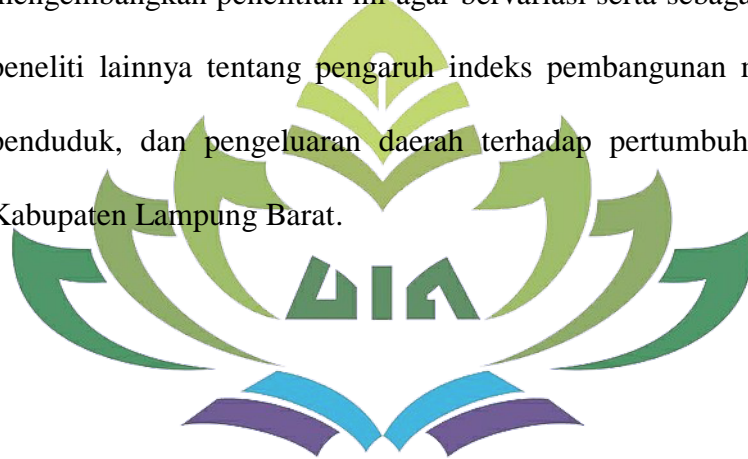 mengembangkan penelitian ini agar bervariasi serta sebaga
peneliti lainnya tentang pengaruh indeks pembangunan
penduduk, dan pengeluaran daerah terhadap pertumbuh
Kabupaten Lampung Barat.
UIN